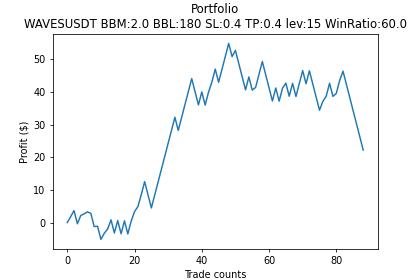 Portfolio
WAVESUSDT BBM:2.0 BBL:180 SL:0.4 TP:0.4 lev:15 WinRatio:60.0
50
40
30
20
10
0
Profit ($)
0 20 40 60 80
Trade counts